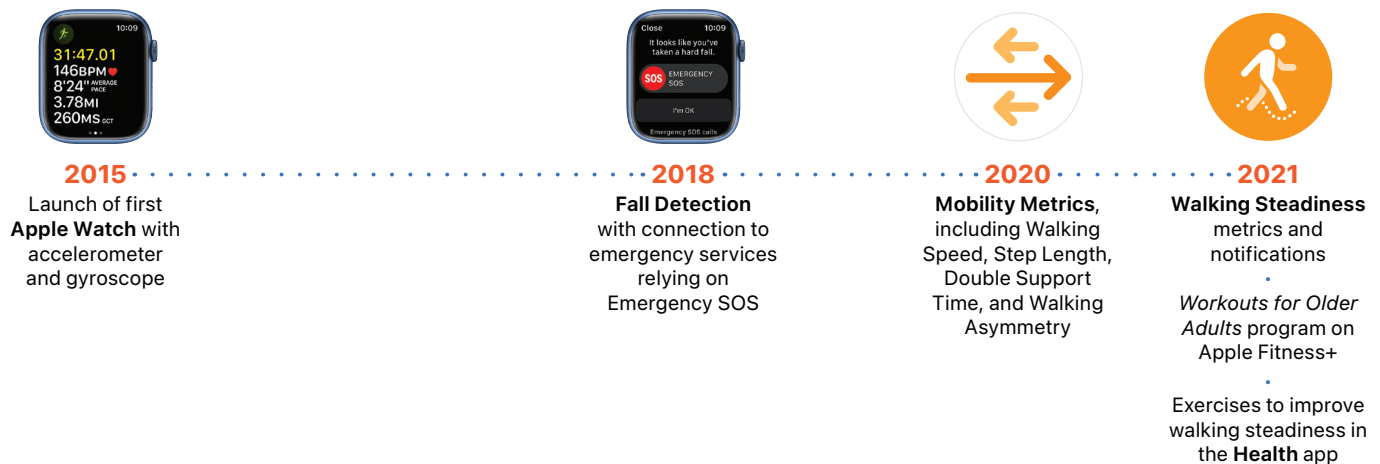 10:09
31:47.01
146BPM
8'24" AVERAGE PACE
3.78MI
260MS GCT
Close 10:09
It looks like you've
taken a hard fall.
SOS EMERGENCY SOS
I'm OK
Emergency SOS calls
2015
Launch of first
Apple Watch with
accelerometer
and gyroscope
2018
Fall Detection
with connection to
emergency services
relying on
Emergency SOS
2020
Mobility Metrics,
including Walking
Speed, Step Length,
Double Support
Time, and Walking
Asymmetry
2021
Walking Steadiness
metrics and
notifications
Workouts for Older
Adults program on
Apple Fitness+
Exercises to improve
walking steadiness in
the Health app